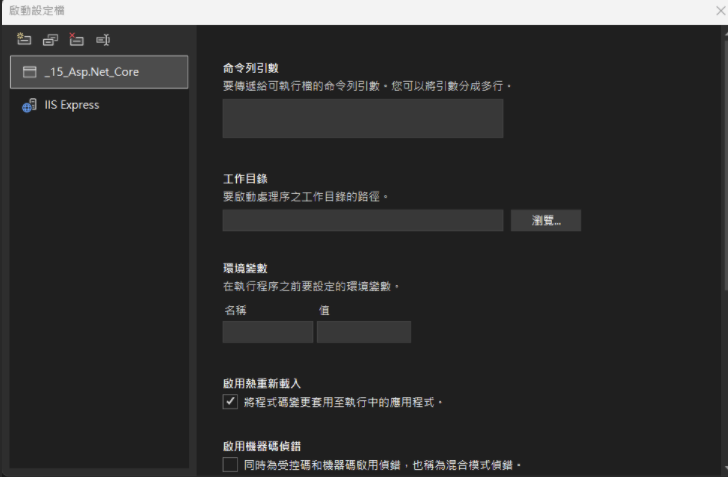 啟動設定檔
_15_Asp.Net_Core
IIS Express
命令列引數
要傳遞給可執行檔的命令列引數。您可以將引數分成多行。
工作目錄
要啟動處理序之工作目錄的路徑。
瀏覽...
環境變數
在執行程序之前要設定的環境變數。
名稱 值
啟用熱重新載入
將程式碼變更套用至執行中的應用程式。
啟用機器碼偵錯
同時為受控碼和機器碼啟用偵錯，也稱為混合模式偵錯。